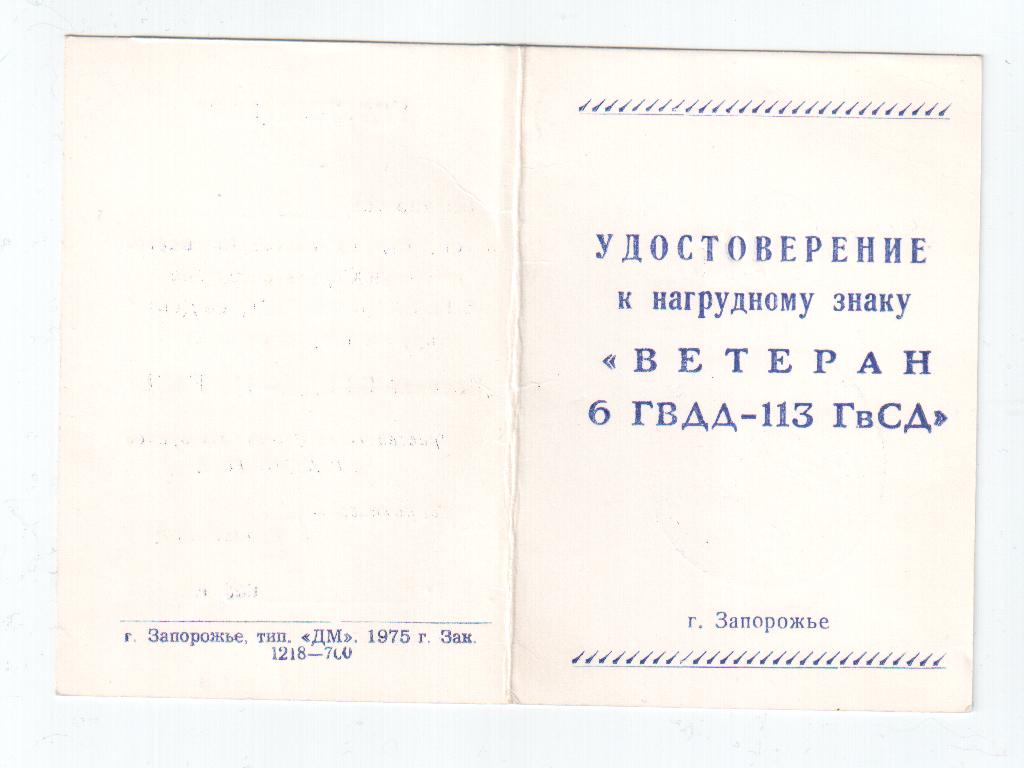 УДОСТОВЕРЕНИЕ
к нагрудному знаку
«ВЕТЕРАН
6 ГВДД-113 ГвСД»
г. Запорожье
г. Запорожье, тип. «ДМ». 1975 г. Зак.
1218—700